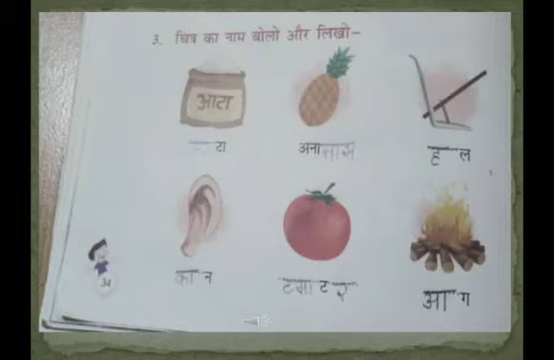 3. चित्र का नाम बोलो और लिखो–
आटा
टा अनानास हल
कान टमाटर आग
34